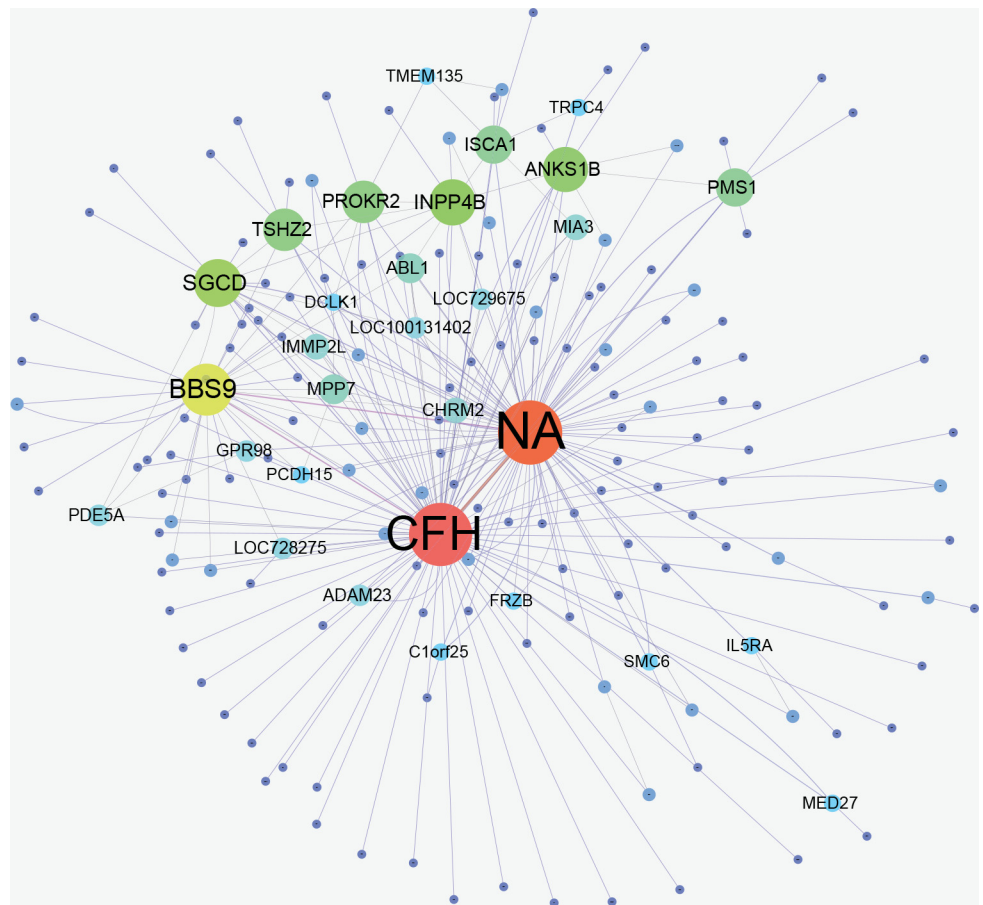 TMEM135
TRPC4
ISCA1
ANKS1B
PMS1
PROKR2
INPP4B
TSHZ2
MIA3
ABL1
SGCD
DCLK1
LOC729675
LOC100131402
IMMP2L
BBS9
MPP7
CHRM2
NA
GPR98
PCDH15
PDE5A
CFH
LOC728275
ADAM23
FRZB
C1orf25
SMC6
IL5RA
MED27